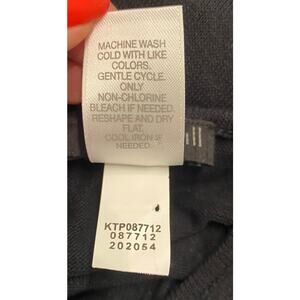 MACHINE WASH
COLD WITH LIKE
COLORS.
GENTLE CYCLE.
ONLY
NON-CHLORINE
BLEACH IF NEEDED.
RESHAPE AND DRY
FLAT.
COOL IRON IF
NEEDED
KTP087712
087712
202054